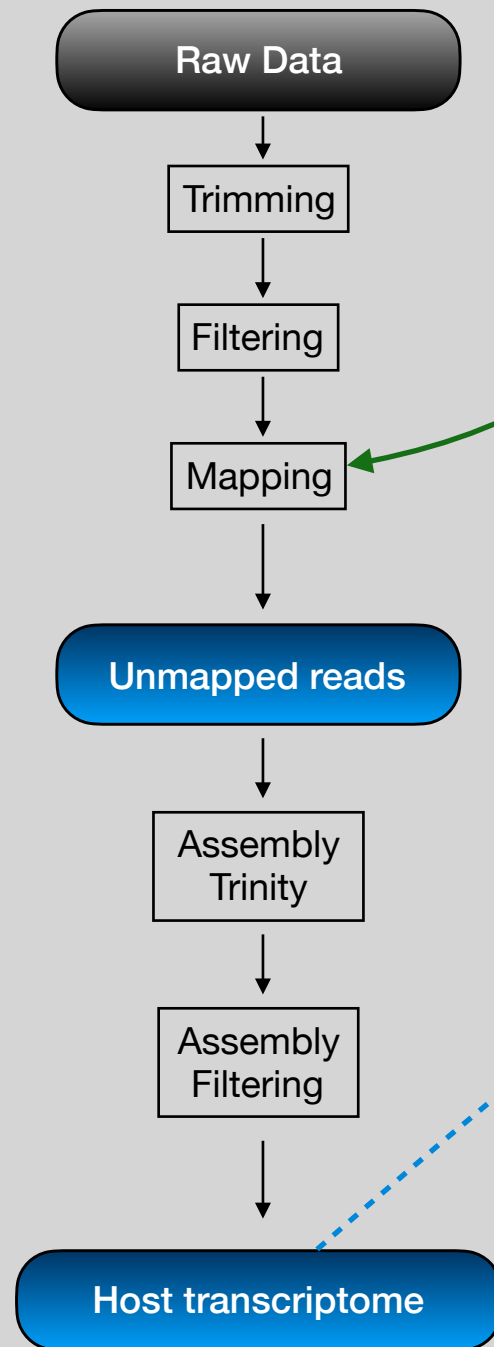 Raw Data
Trimming
Filtering
Mapping
Unmapped reads
Assembly
Trinity
Assembly
Filtering
Host transcriptome